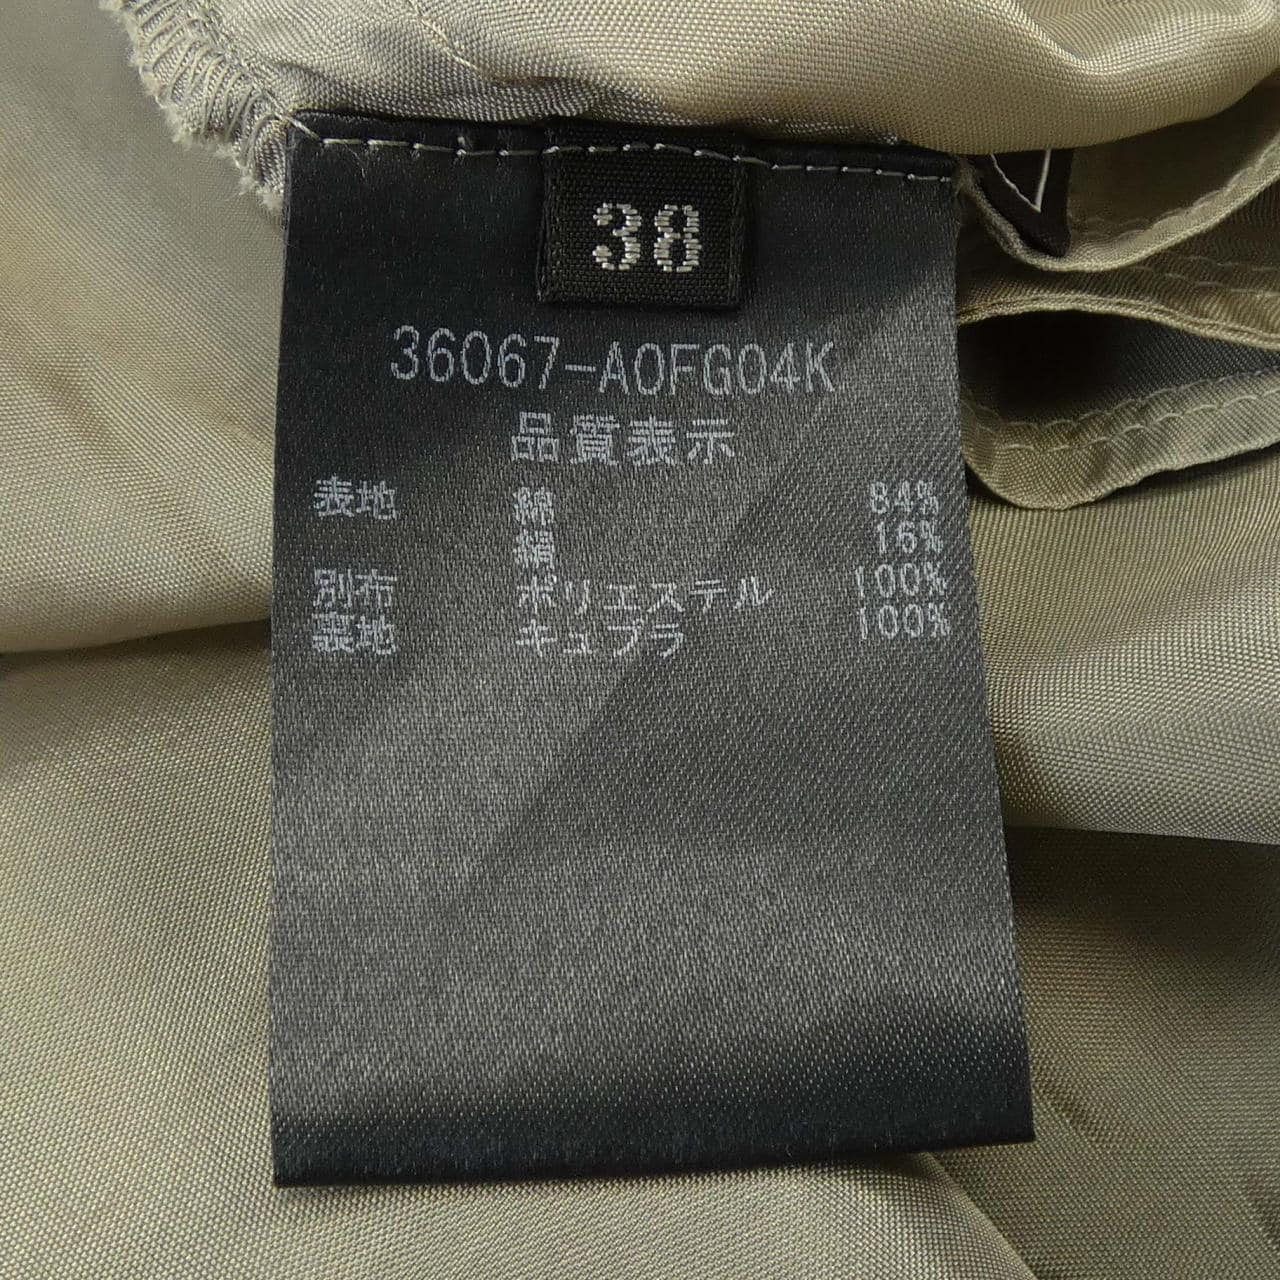 38
36067-A0FG04K
品質表示
表地 綿 84%
絹 16%
別布 ポリエステル 100%
裏地 キュプラ 100%